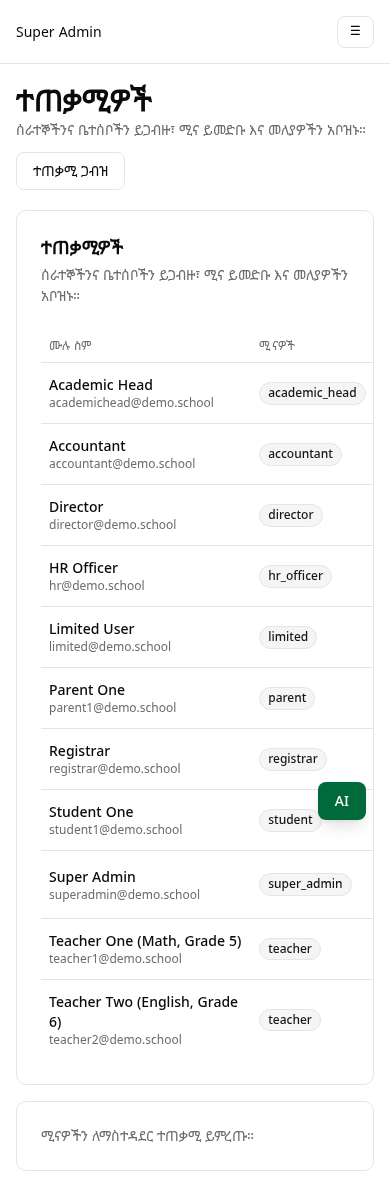 Super Admin
☰
ተጠቃሚዎች
ሰራተኞችንና ቤተሰቦችን ይጋብዙ፣ ሚና ይመድቡ እና መለያዎችን አቦዝኑ።
ተጠቃሚ ጋብዝ
ተጠቃሚዎች
ሰራተኞችንና ቤተሰቦችን ይጋብዙ፣ ሚና ይመድቡ እና መለያዎችን
አቦዝኑ።
ሙሉ ስም ሚናዎች
Academic Head
academichead@demo.school
academic_head
Accountant
accountant@demo.school
accountant
Director
director@demo.school
director
HR Officer
hr@demo.school
hr_officer
Limited User
limited@demo.school
limited
Parent One
parent1@demo.school
parent
Registrar
registrar@demo.school
registrar
AI
Student One
student1@demo.school
student
Super Admin
superadmin@demo.school
super_admin
Teacher One (Math, Grade 5)
teacher1@demo.school
teacher
Teacher Two (English, Grade
6)
teacher2@demo.school
teacher
ሚናዎችን ለማስተዳደር ተጠቃሚ ይምረጡ።